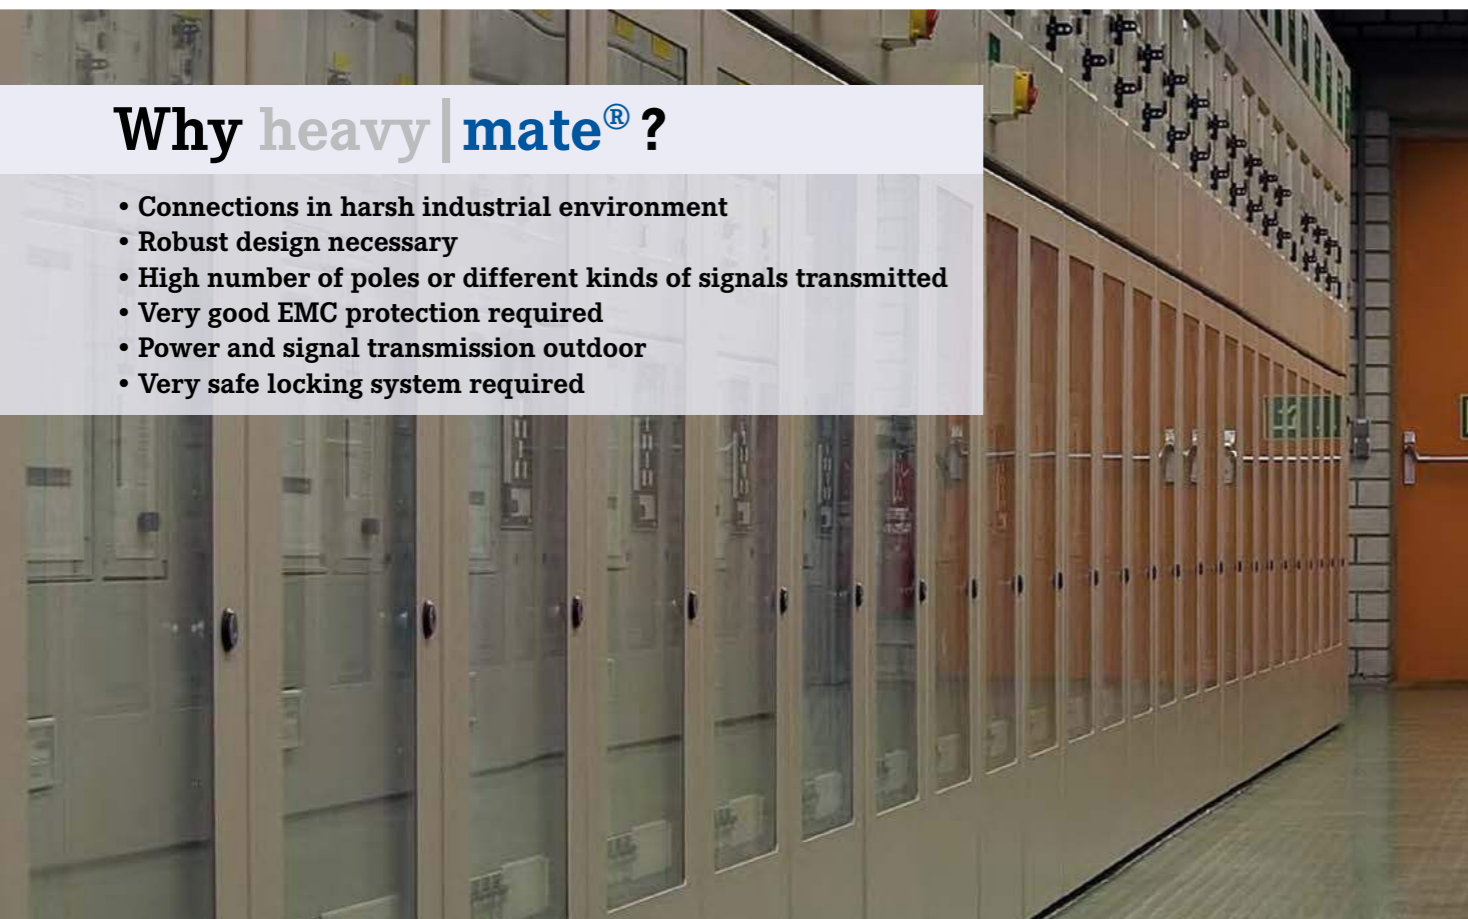 Why heavy|mate® ?
• Connections in harsh industrial environment
• Robust design necessary
• High number of poles or different kinds of signals transmitted
• Very good EMC protection required
• Power and signal transmission outdoor
• Very safe locking system required